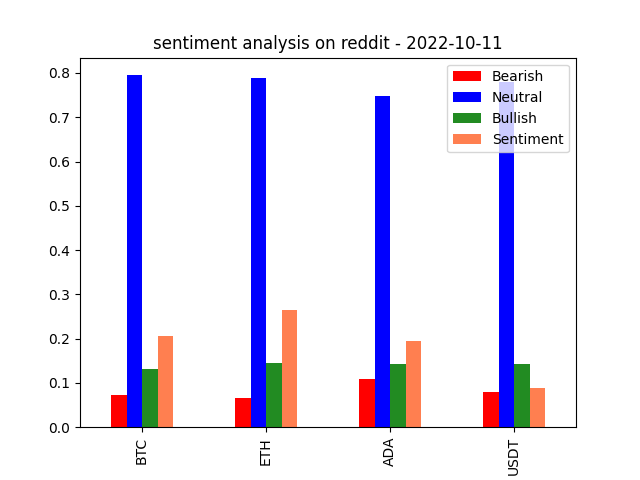 sentiment analysis on reddit - 2022-10-11
Bearish
Neutral
Bullish
Sentiment
0.8
0.7
0.6
0.5
0.4
0.3
0.2
0.1
0.0
BTC
ETH
ADA
USDT